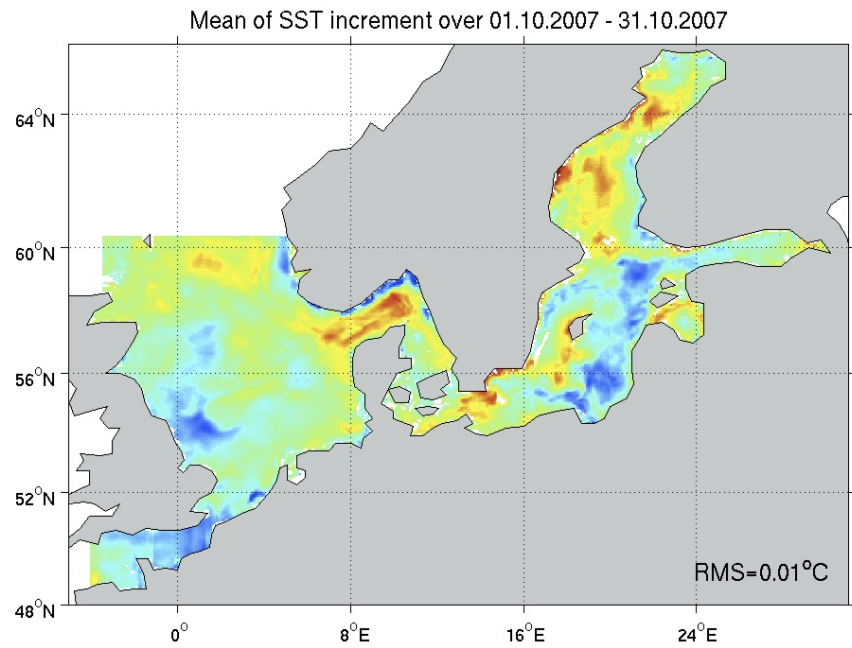 Mean of SST increment over 01.10.2007 - 31.10.2007
64°N
60°N
56°N
52°N
48°N
RMS=0.01°C
0°
8°E
16°E
24°E